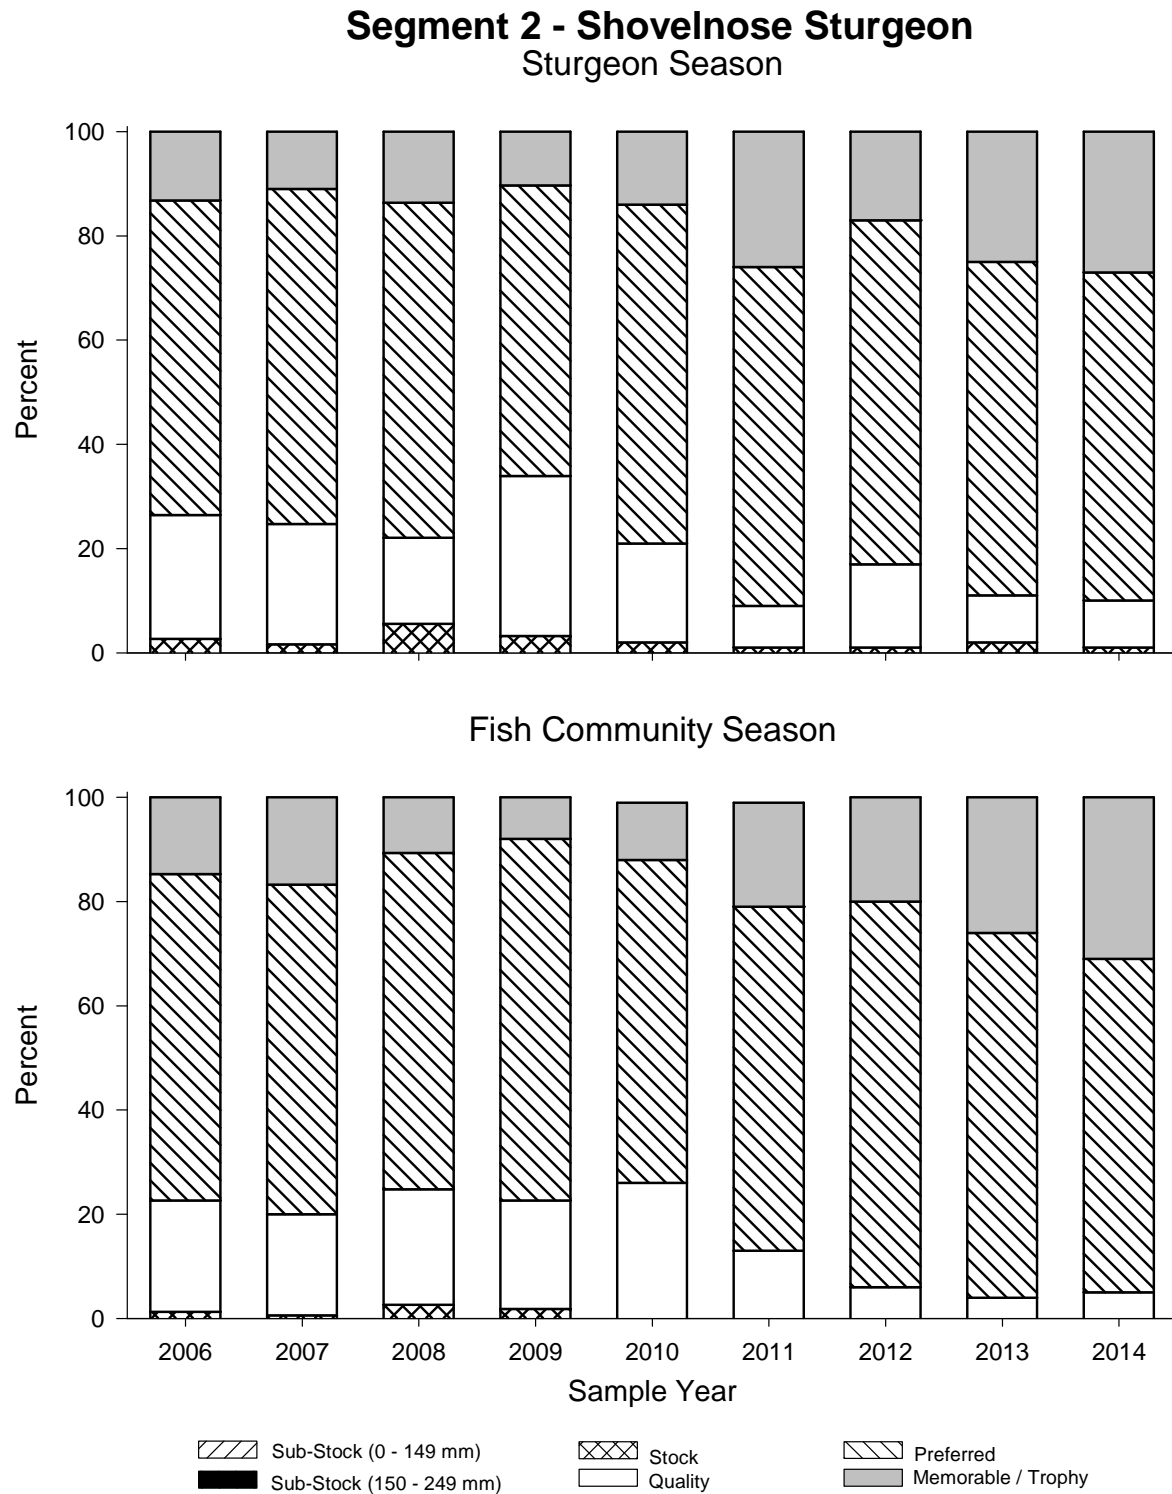 Segment 2 - Shovelnose Sturgeon
Sturgeon Season
100
80
60
40
20
0
Percent
Fish Community Season
100
80
60
40
20
0
Percent
2006 2007 2008 2009 2010 2011 2012 2013 2014
Sample Year
Sub-Stock (0 - 149 mm) Stock Preferred
Sub-Stock (150 - 249 mm) Quality Memorable / Trophy